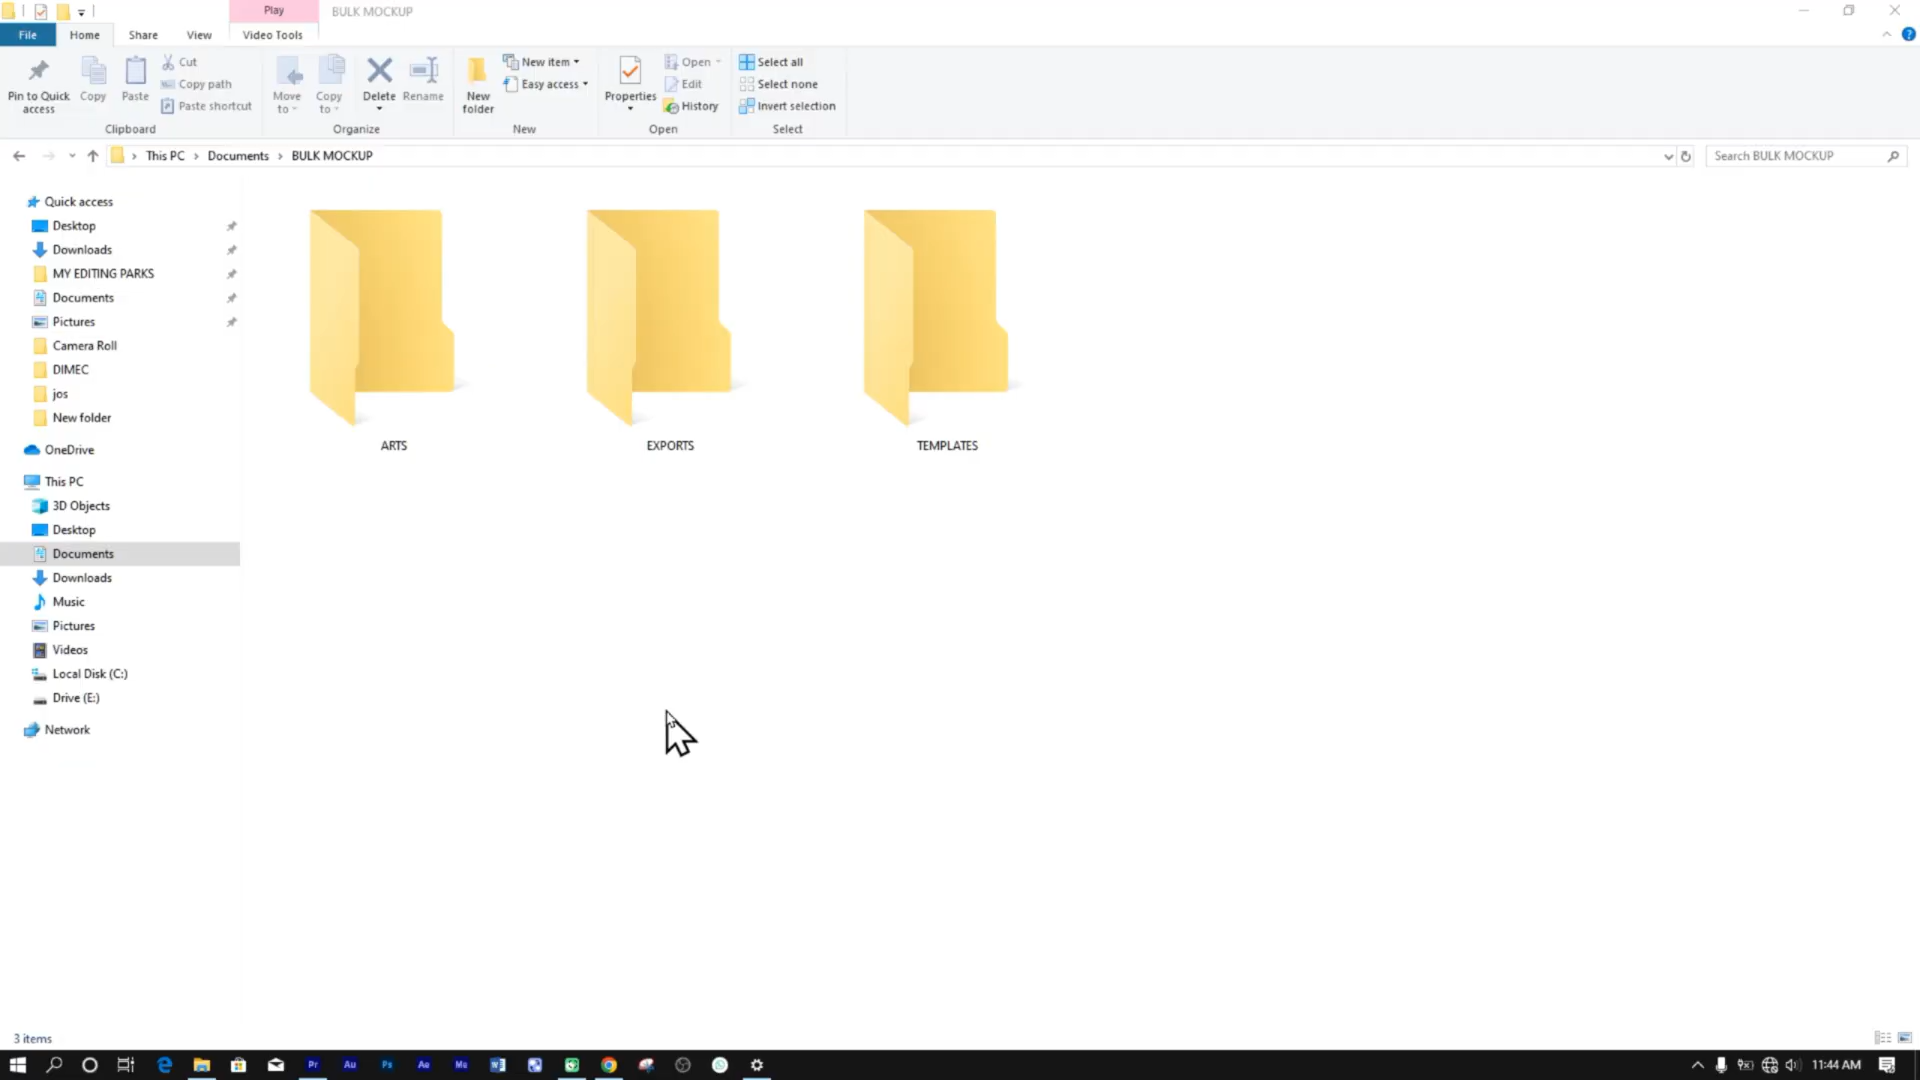 Play
BULK MOCKUP
File
Home
Share
View
Video Tools
Pin to Quick
access
Copy
Paste
Cut
Copy path
Paste shortcut
Clipboard
Move
to
Copy
to
Delete
Rename
Organize
New
folder
New item
Easy access
New
Properties
Open
Edit
History
Open
Select all
Select none
Invert selection
Select
This PC
Documents
BULK MOCKUP
Search BULK MOCKUP
Quick access
Desktop
Downloads
MY EDITING PARKS
Documents
Pictures
Camera Roll
DIMEC
jos
New folder
OneDrive
This PC
3D Objects
Desktop
Documents
Downloads
Music
Pictures
Videos
Local Disk (C:)
Drive (E:)
Network
ARTS
EXPORTS
TEMPLATES
3 items
Pr
Au
Ps
Ae
Me
11:44 AM